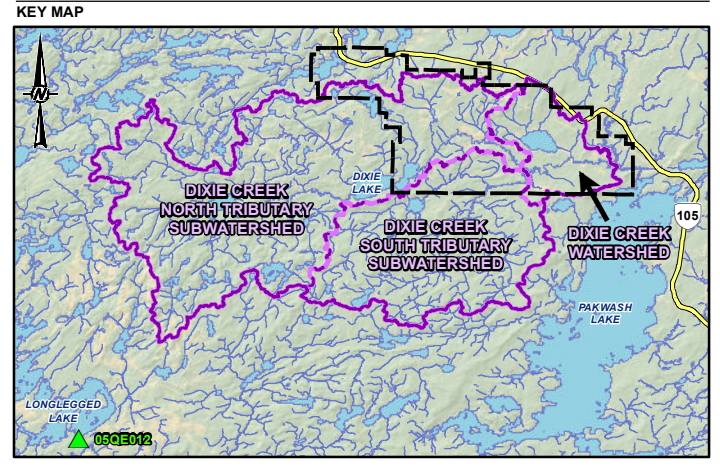 KEY MAP
N
105
DIXIE
LAKE
DIXIE CREEK
NORTH TRIBUTARY
SUBWATERSHED
DIXIE CREEK
SOUTH TRIBUTARY
SUBWATERSHED
DIXIE CREEK
WATERSHED
PAKWASH
LAKE
LONGLEGGED
LAKE
05QE012